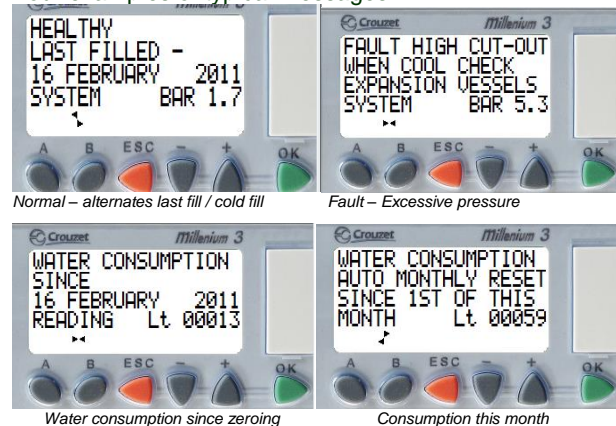 HEALTHY
LAST FILLED -
16 FEBRUARY 2011
SYSTEM BAR 1.7
A B ESC - + OK
Normal – alternates last fill / cold fill
Crouzet Millenium 3
FAULT HIGH CUT-OUT
WHEN COOL CHECK
EXPANSION VESSELS
SYSTEM BAR 5.3
A B ESC - + OK
Fault – Excessive pressure
Crouzet Millenium 3
WATER CONSUMPTION
SINCE
16 FEBRUARY 2011
READING Lt 00013
A B ESC - + OK
Water consumption since zeroing
Crouzet Millenium 3
WATER CONSUMPTION
AUTO MONTHLY RESET
SINCE 1ST OF THIS
MONTH Lt 00059
A B ESC - + OK
Consumption this month